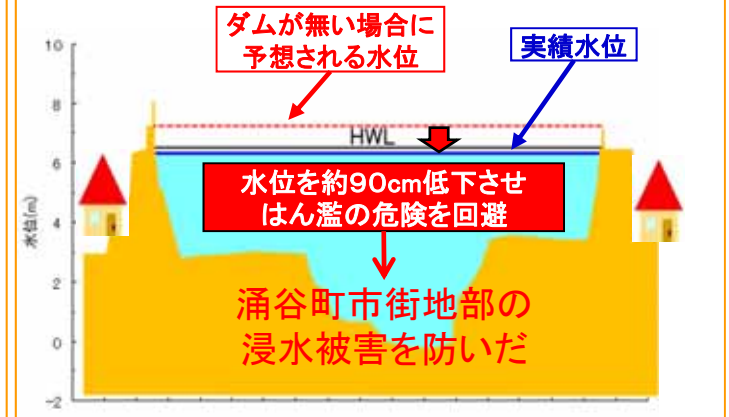 ダムが無い場合に
予想される水位
実績水位
10
8
HWL
6
水位を約90cm低下させ
はん濫の危険を回避
水位(m)
4
2
涌谷町市街地部の
浸水被害を防いだ
0
-2